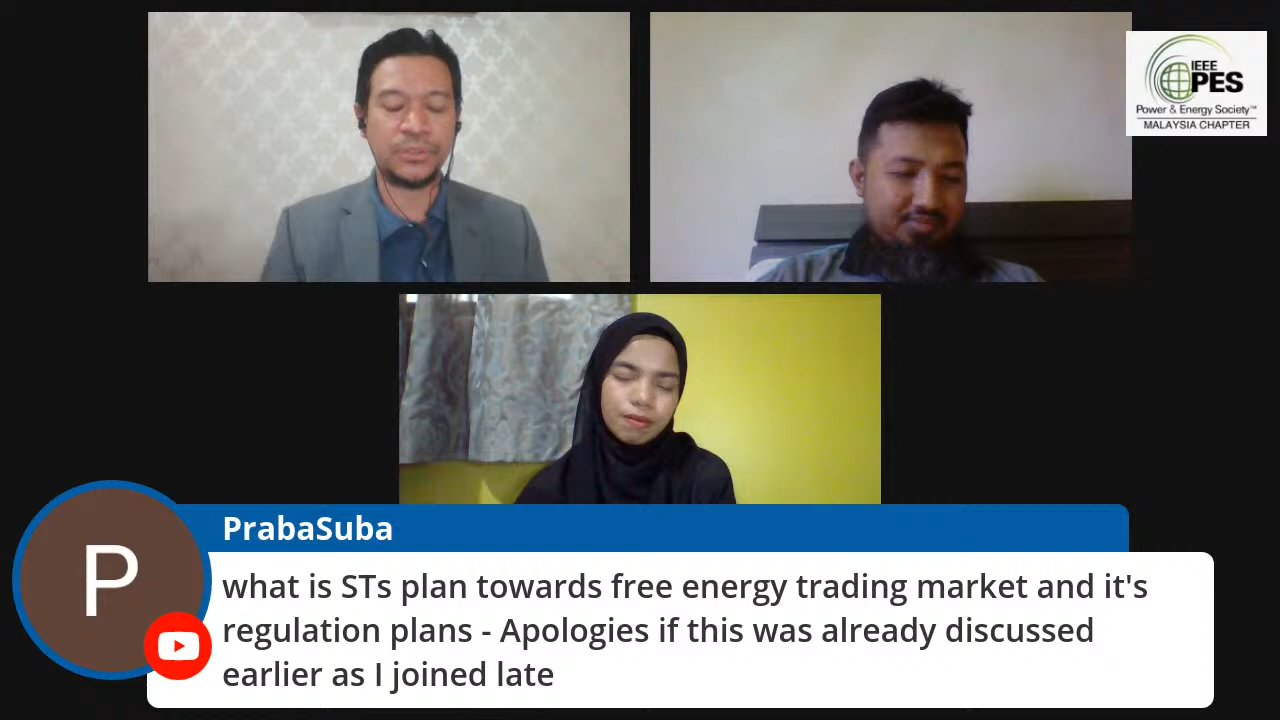 IEEE
PES
Power & Energy Society™
MALAYSIA CHAPTER
P
PrabaSuba
what is STs plan towards free energy trading market and it's
regulation plans - Apologies if this was already discussed
earlier as I joined late